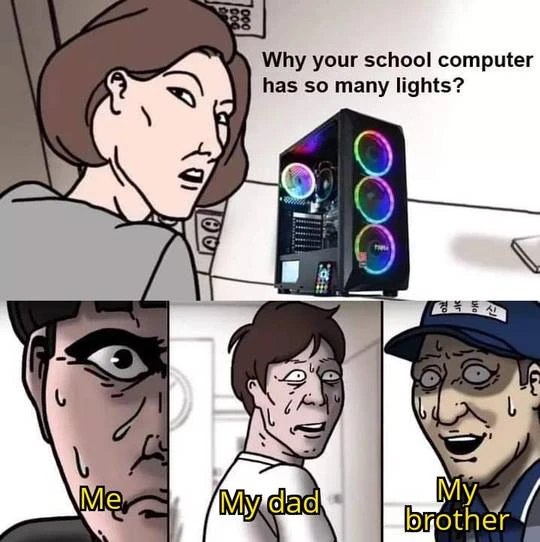 Why your school computer
has so many lights?
Me
My dad
My
brother